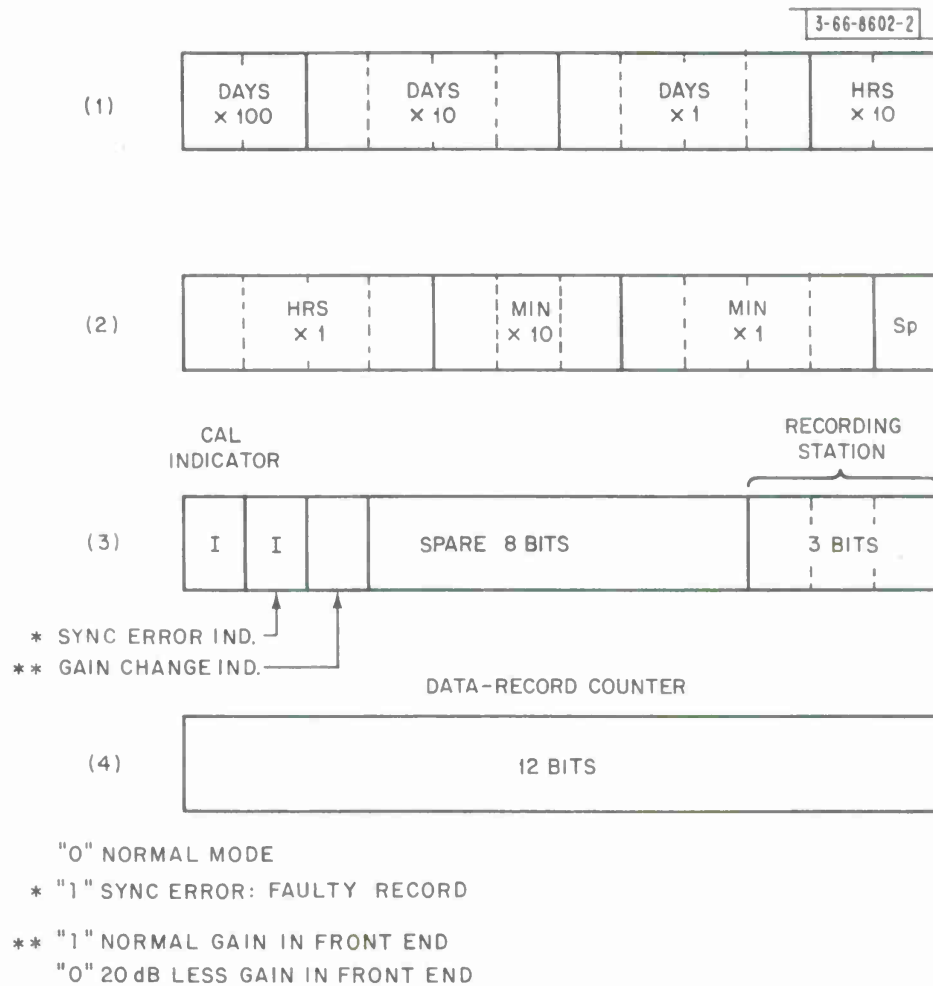 3-66-8602-2
(1)
DAYS
× 100
DAYS
× 10
DAYS
× 1
HRS
× 10
(2)
HRS
× 1
MIN
× 10
MIN
× 1
Sp
CAL
INDICATOR
RECORDING
STATION
(3)
I
I
SPARE 8 BITS
3 BITS
* SYNC ERROR IND.
** GAIN CHANGE IND.
DATA-RECORD COUNTER
(4)
12 BITS
"0" NORMAL MODE
* "1" SYNC ERROR: FAULTY RECORD
** "1" NORMAL GAIN IN FRONT END
"0" 20 dB LESS GAIN IN FRONT END